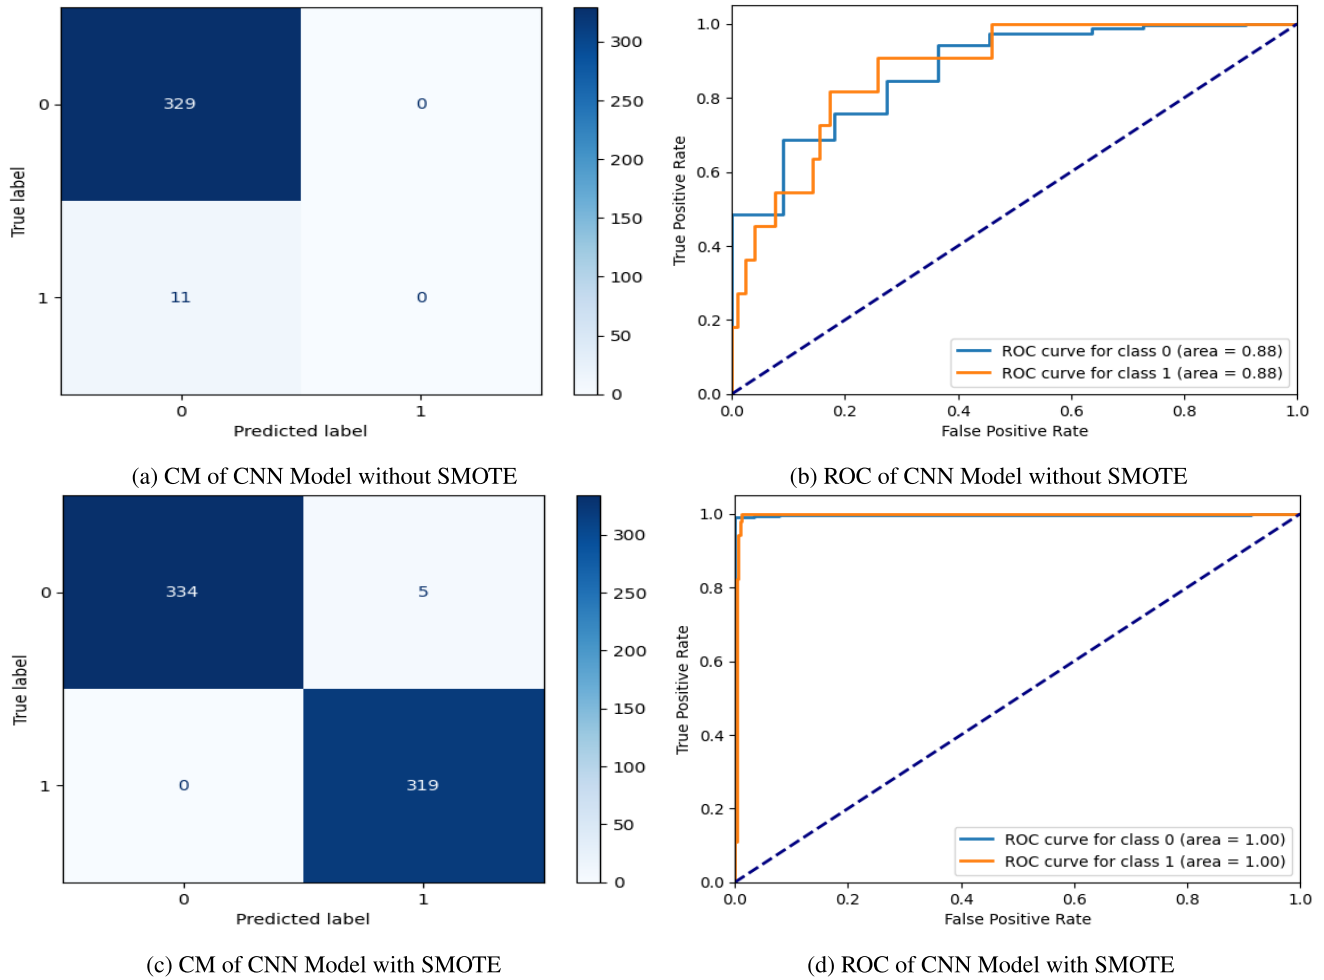 300
250
200
150
100
50
0
0
1
True label
329
0
11
0
0
1
Predicted label
1.0
0.8
0.6
0.4
0.2
0.0
True Positive Rate
ROC curve for class 0 (area = 0.88)
ROC curve for class 1 (area = 0.88)
0.0 0.2 0.4 0.6 0.8 1.0
False Positive Rate
(a) CM of CNN Model without SMOTE
(b) ROC of CNN Model without SMOTE
300
250
200
150
100
50
0
0
1
True label
334
5
0
319
0
1
Predicted label
1.0
0.8
0.6
0.4
0.2
0.0
True Positive Rate
ROC curve for class 0 (area = 1.00)
ROC curve for class 1 (area = 1.00)
0.0 0.2 0.4 0.6 0.8 1.0
False Positive Rate
(c) CM of CNN Model with SMOTE
(d) ROC of CNN Model with SMOTE